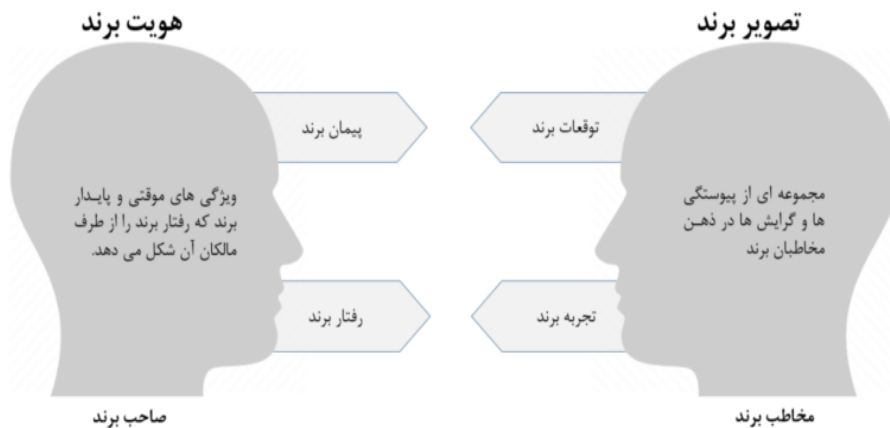 تصویر برند
هویت برند
توقعات برند
پیمان برند
مجموعه ای از پیوستگی
ها و گرایش ها در ذهن
مخاطبان برند
ویژگی های موقتی و پایدار
برند که رفتار برند را از طرف
مالکان آن شکل می دهد.
تجربه برند
رفتار برند
مخاطب برند
صاحب برند